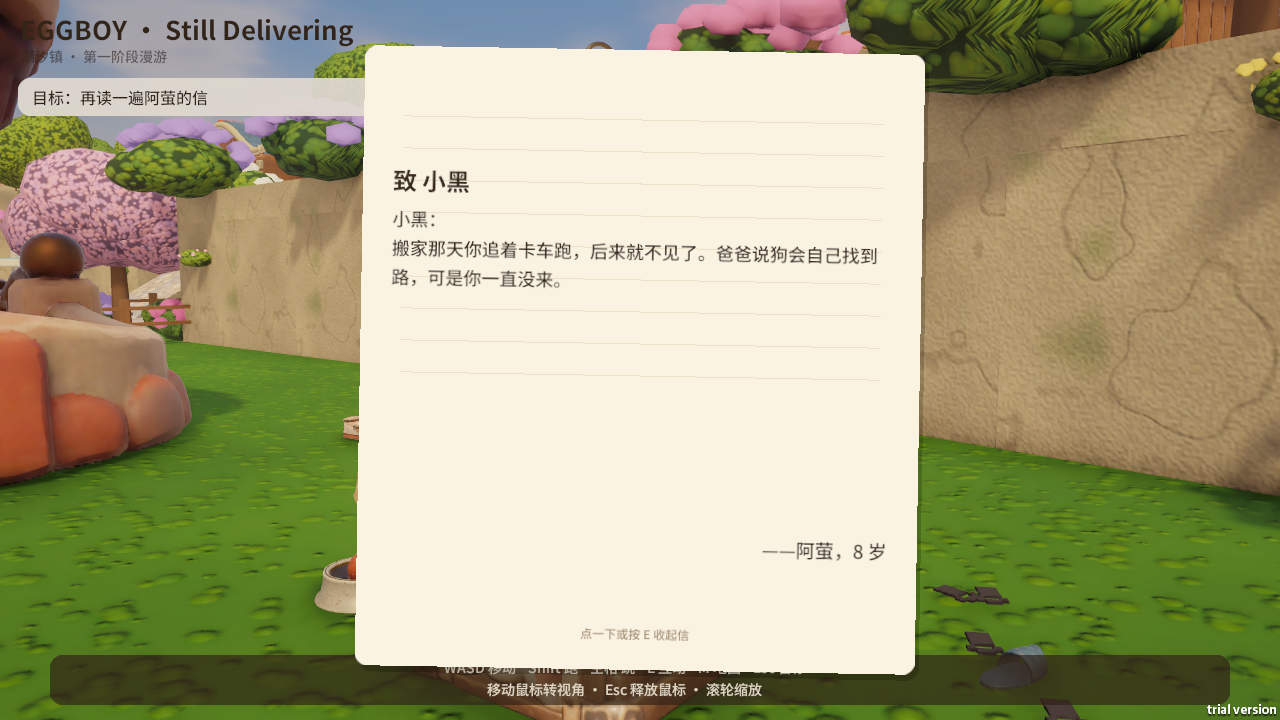 EGGBOY · Still Delivering
镇 · 第一阶段漫游
目标：再读一遍阿萤的信
致 小黑
小黑：
搬家那天你追着卡车跑，后来就不见了。爸爸说狗会自己找到
路，可是你一直没来。
——阿萤，8 岁
点一下或按 E 收起信
WASD 移动
移动鼠标转视角 · Esc 释放鼠标 · 滚轮缩放
trial version